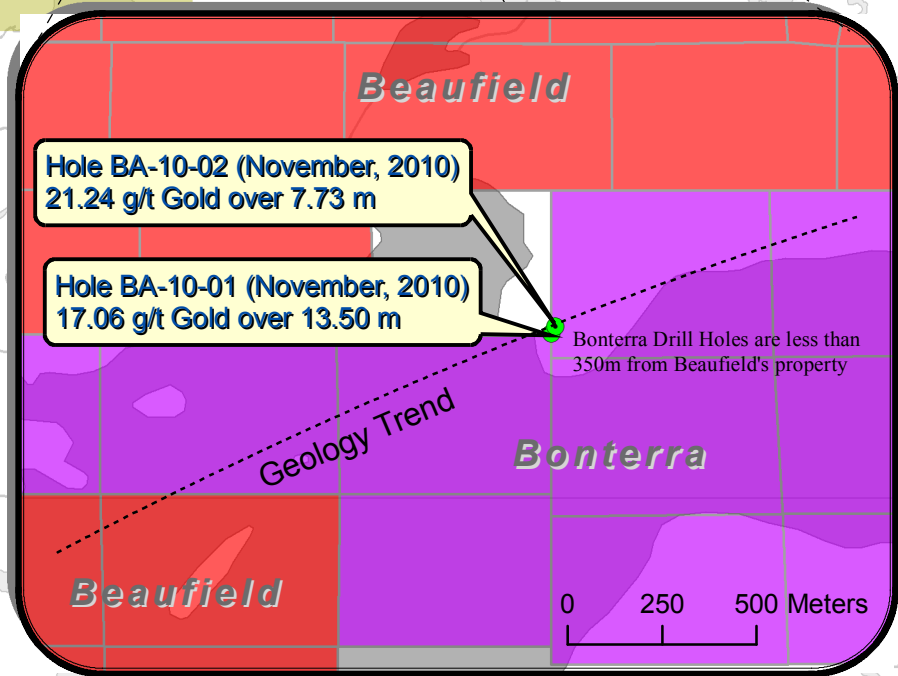 Beaufield
Hole BA-10-02 (November, 2010)
21.24 g/t Gold over 7.73 m
Hole BA-10-01 (November, 2010)
17.06 g/t Gold over 13.50 m
Bonterra Drill Holes are less than
350m from Beaufield's property
Geology Trend
Bonterra
Beaufield
0 250 500 Meters